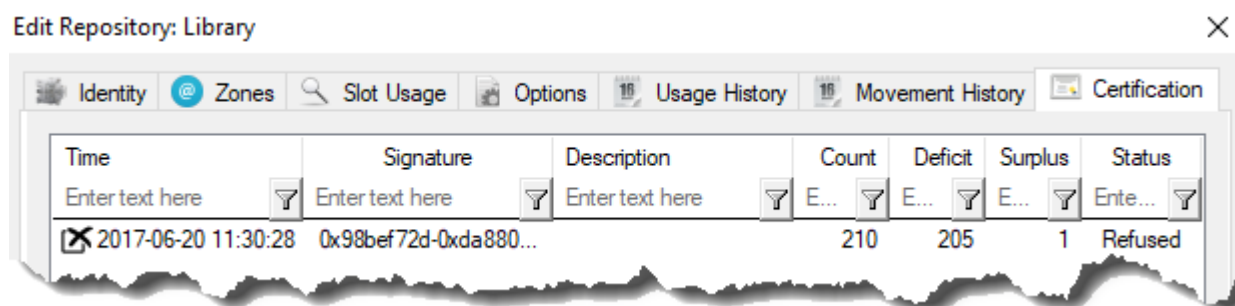 Edit Repository: Library
Identity @ Zones Slot Usage Options 16 Usage History 16 Movement History Certification
Time Signature Description Count Deficit Surplus Status
Enter text here Enter text here Enter text here E... E... E... Ente...
2017-06-20 11:30:28 0x98bef72d-0xda880... 210 205 1 Refused